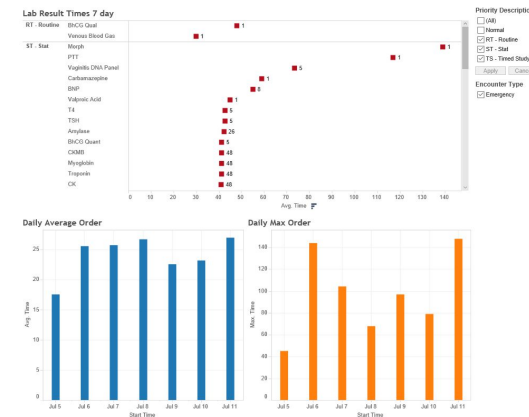 Lab Result Times 7 day
RT - Routine BhCG Qual 1
Venous Blood Gas 1
ST - Stat Morph 1
PTT 1
Vaginitis DNA Panel 5
Carbamazepine 1
BNP 8
Valproic Acid 1
T4 5
TSH 5
Amylase 26
BhCG Quant 5
CKMB 48
Myoglobin 48
Troponin 48
CK 48
0 10 20 30 40 50 60 70 80 90 100 110 120 130 140
Avg. Time
Priority Descriptio
(All)
Normal
RT - Routine
ST - Stat
TS - Timed Study
Apply Canc
Encounter Type
Emergency
Daily Average Order
25
20
15
10
5
0
Avg. Time
Jul 5 Jul 6 Jul 7 Jul 8 Jul 9 Jul 10 Jul 11
Start Time
Daily Max Order
140
120
100
80
60
40
20
0
Max. Time
Jul 5 Jul 6 Jul 7 Jul 8 Jul 9 Jul 10 Jul 11
Start Time